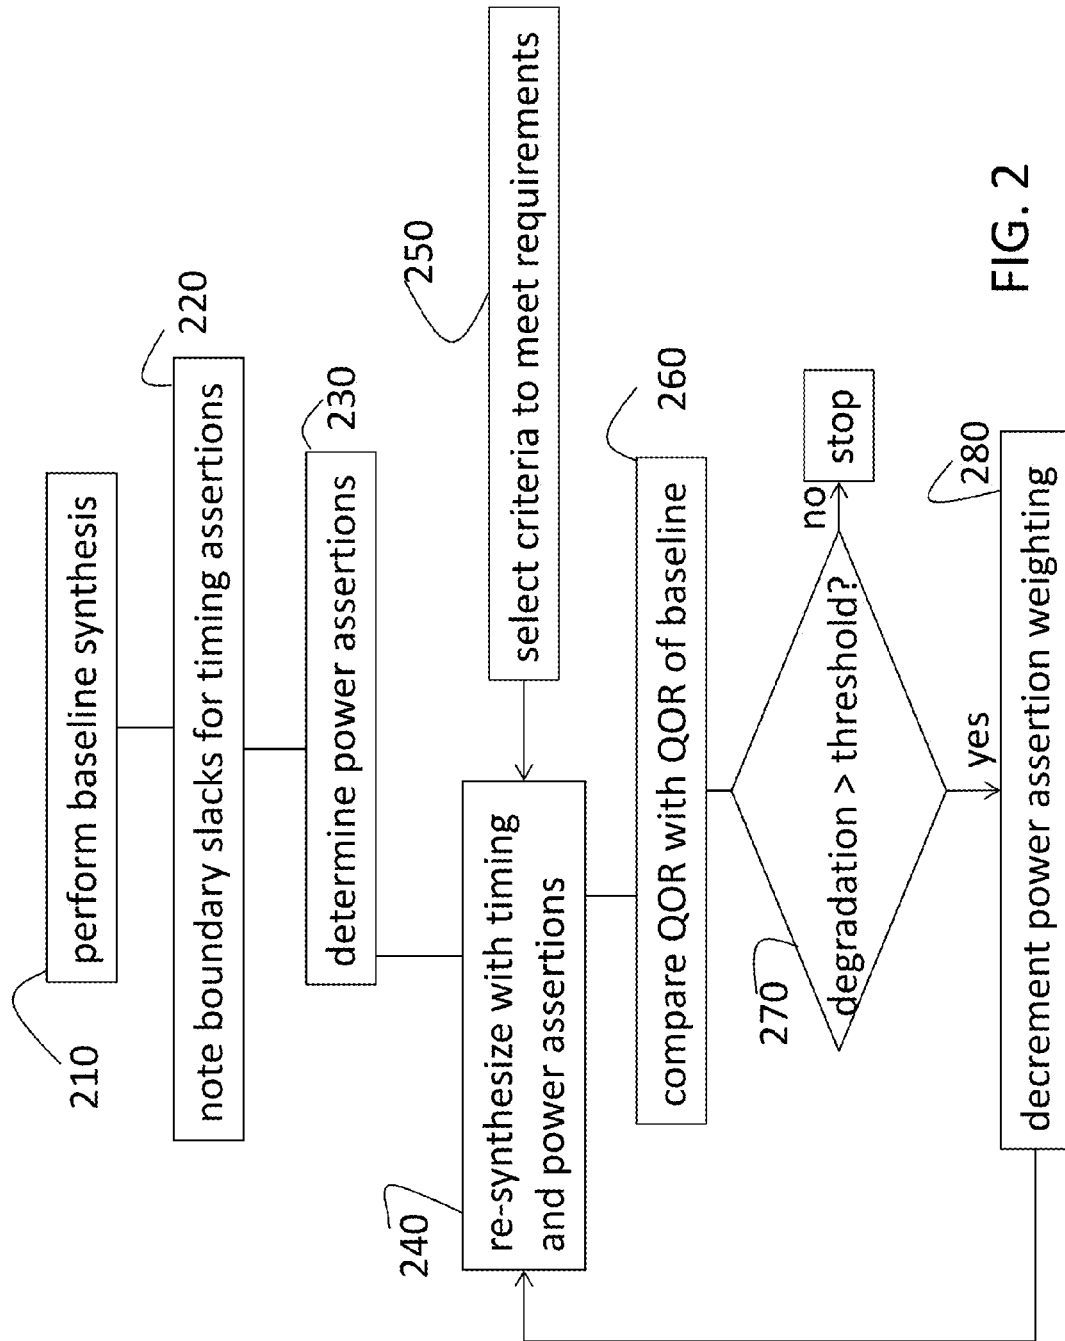 210
perform baseline synthesis
220
note boundary slacks for timing assertions
230
determine power assertions
240
re-synthesize with timing
and power assertions
250
select criteria to meet requirements
260
compare QOR with QOR of baseline
270
degradation > threshold?
no
stop
yes
280
decrement power assertion weighting
FIG. 2